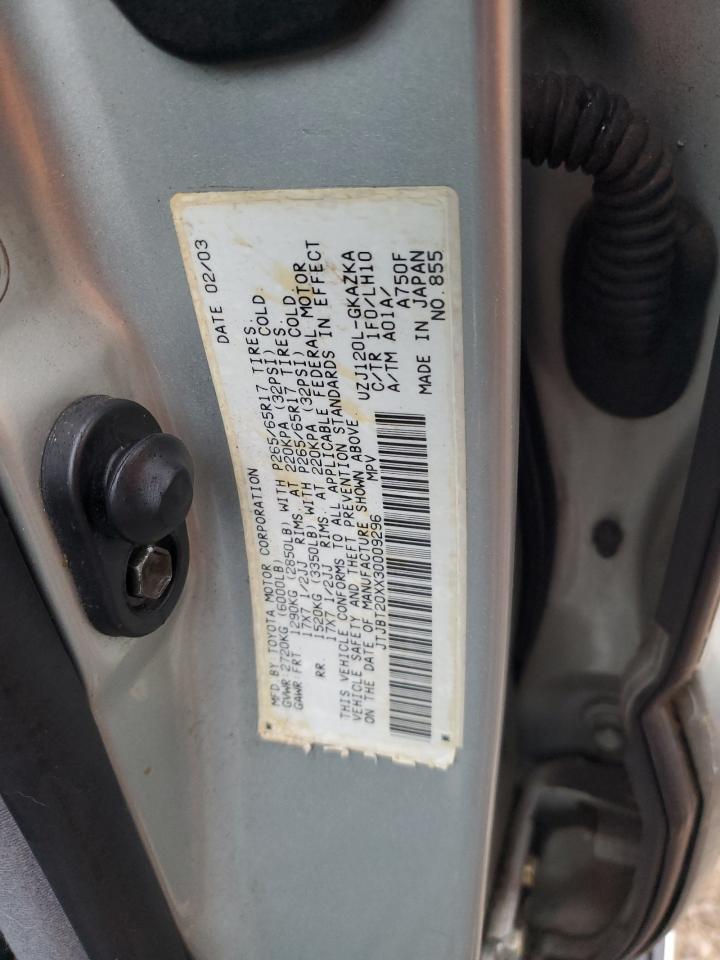 MFD BY TOYOTA MOTOR CORPORATION DATE 02/03
GVWR 2720KG (6000LB)
GAWR FRT. 1290KG (2850LB) WITH P265/65R17 TIRES.
17X7 1/2JJ RIMS. AT 220KPA (32PSI) COLD.
RR. 1520KG (3350LB) WITH P265/65R17 TIRES.
17X7 1/2JJ RIMS. AT 220KPA (32PSI) COLD.
THIS VEHICLE CONFORMS TO ALL APPLICABLE FEDERAL MOTOR
VEHICLE SAFETY AND THEFT PREVENTION STANDARDS IN EFFECT
ON THE DATE OF MANUFACTURE SHOWN ABOVE.
JTJBT20XX30009296 MPV
UZJ120L-GKAZKA
C/TR 1F0/LH10
A/TM A01A/
A750F
MADE IN JAPAN
NO.855